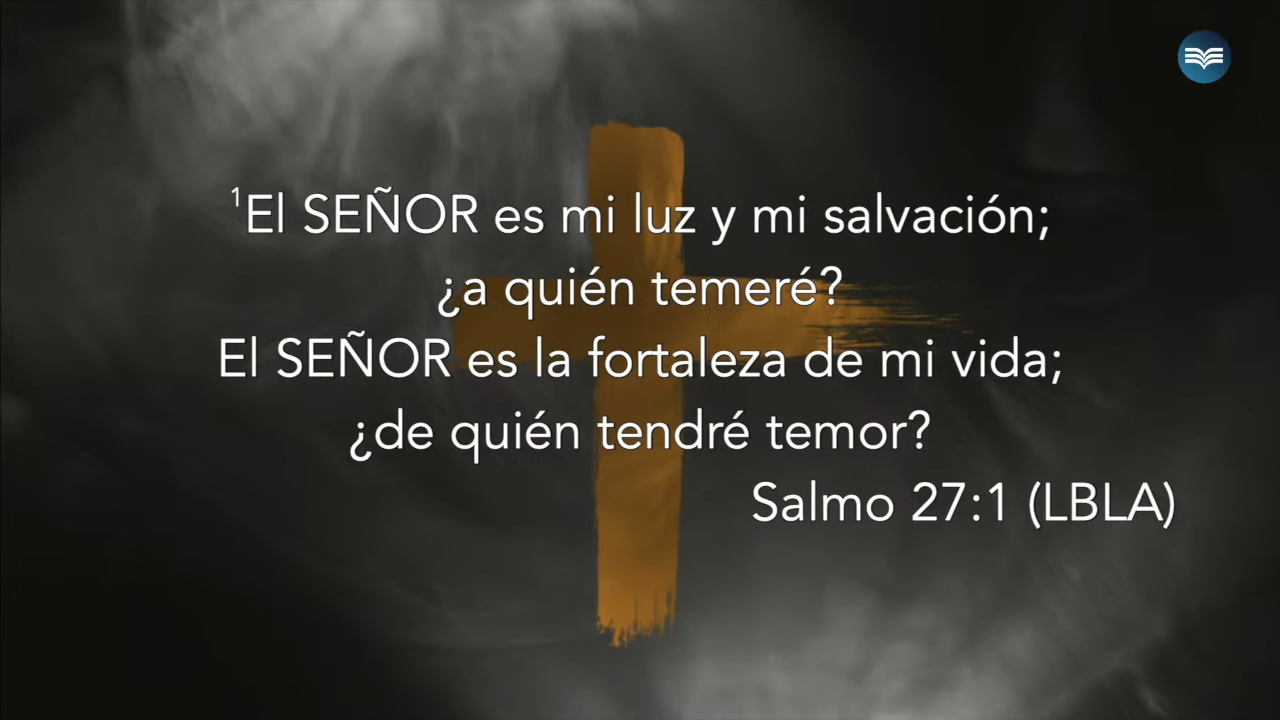 ¹El SEÑOR es mi luz y mi salvación;
¿a quién temeré?
El SEÑOR es la fortaleza de mi vida;
¿de quién tendré temor?
Salmo 27:1 (LBLA)